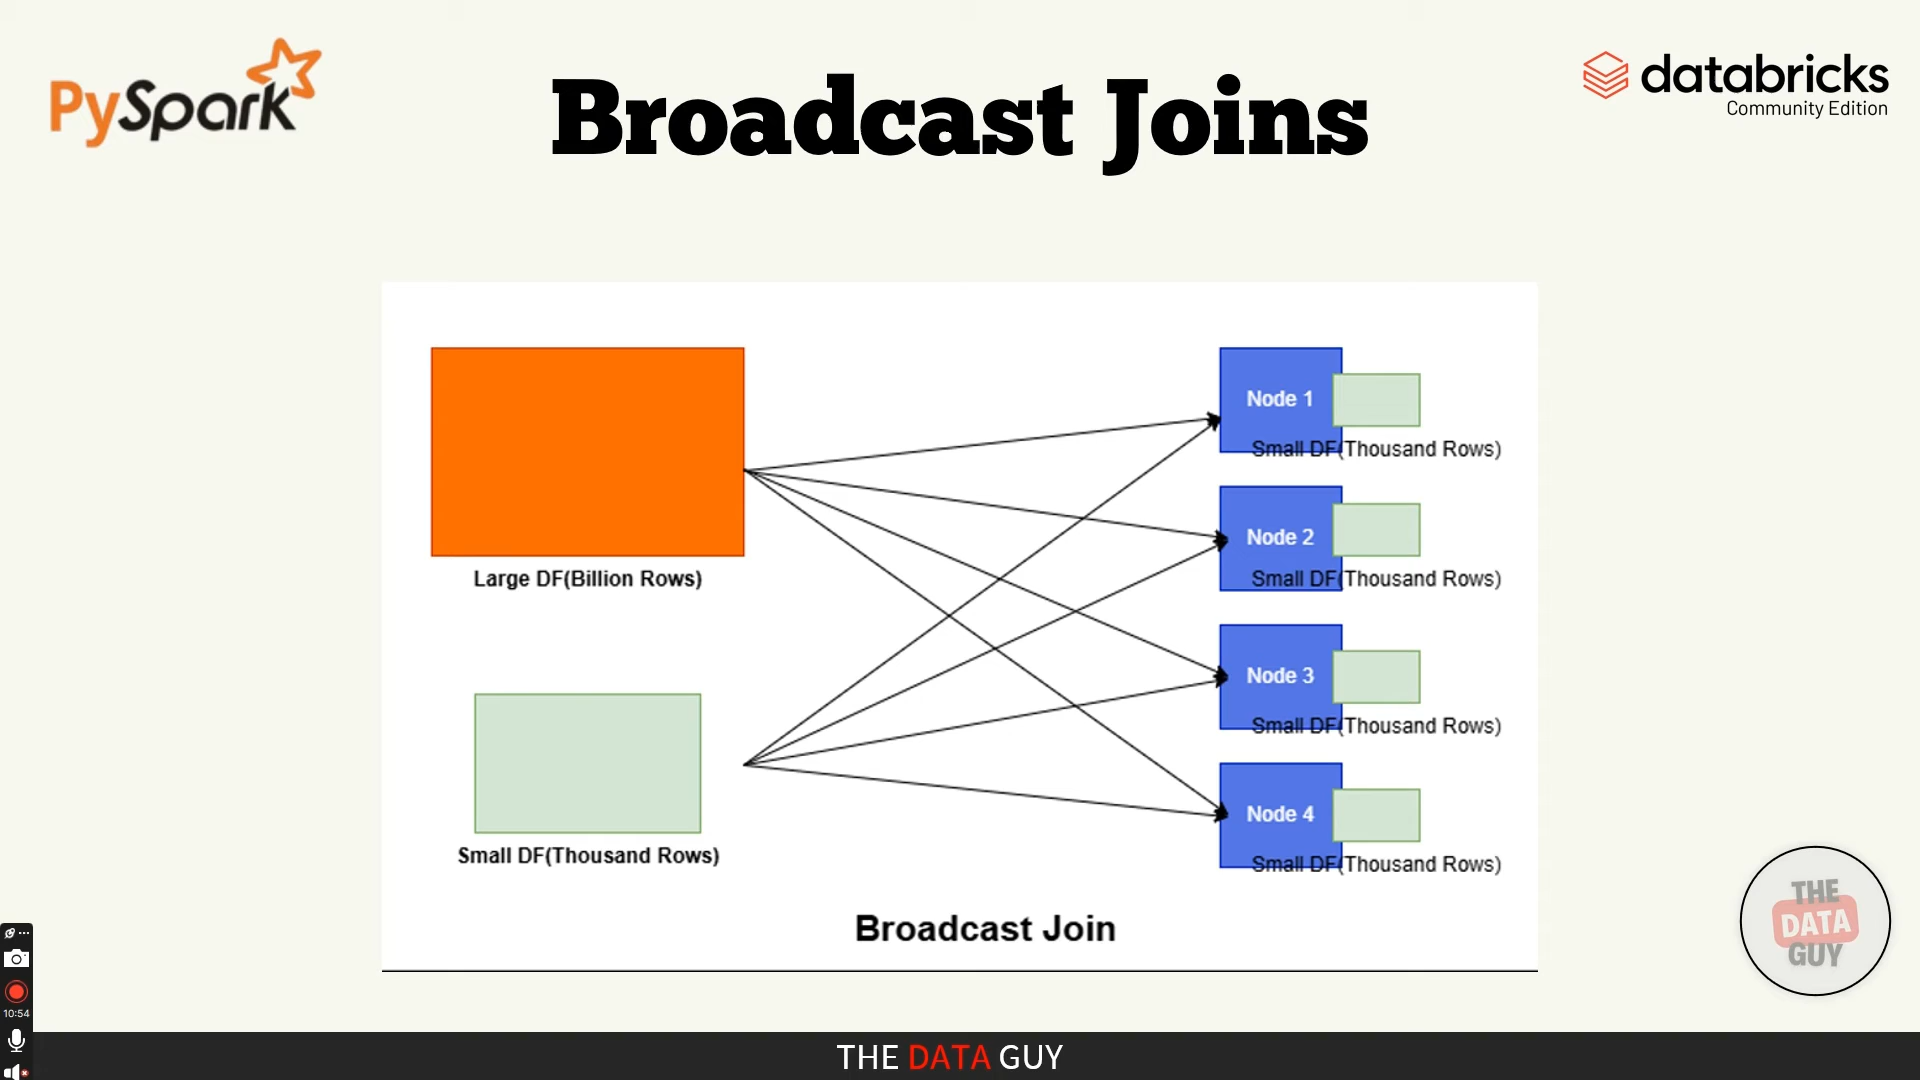 PySpark
Broadcast Joins
databricks
Community Edition
Node 1
Small DF(Thousand Rows)
Node 2
Large DF(Billion Rows)
Small DF(Thousand Rows)
Node 3
Small DF(Thousand Rows)
Node 4
Small DF(Thousand Rows)
Small DF(Thousand Rows)
Broadcast Join
THE
DATA
GUY
10:54
THE DATA GUY